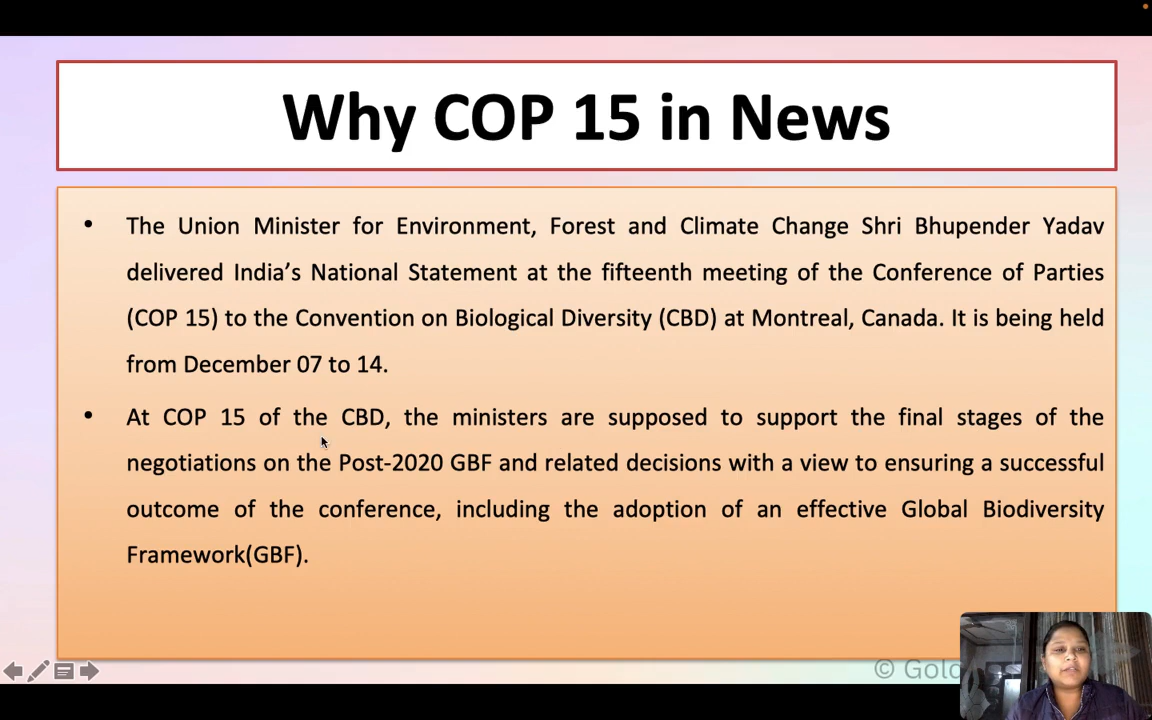 Why COP 15 in News
• The Union Minister for Environment, Forest and Climate Change Shri Bhupender Yadav
delivered India’s National Statement at the fifteenth meeting of the Conference of Parties
(COP 15) to the Convention on Biological Diversity (CBD) at Montreal, Canada. It is being held
from December 07 to 14.
• At COP 15 of the CBD, the ministers are supposed to support the final stages of the
negotiations on the Post-2020 GBF and related decisions with a view to ensuring a successful
outcome of the conference, including the adoption of an effective Global Biodiversity
Framework(GBF).
©